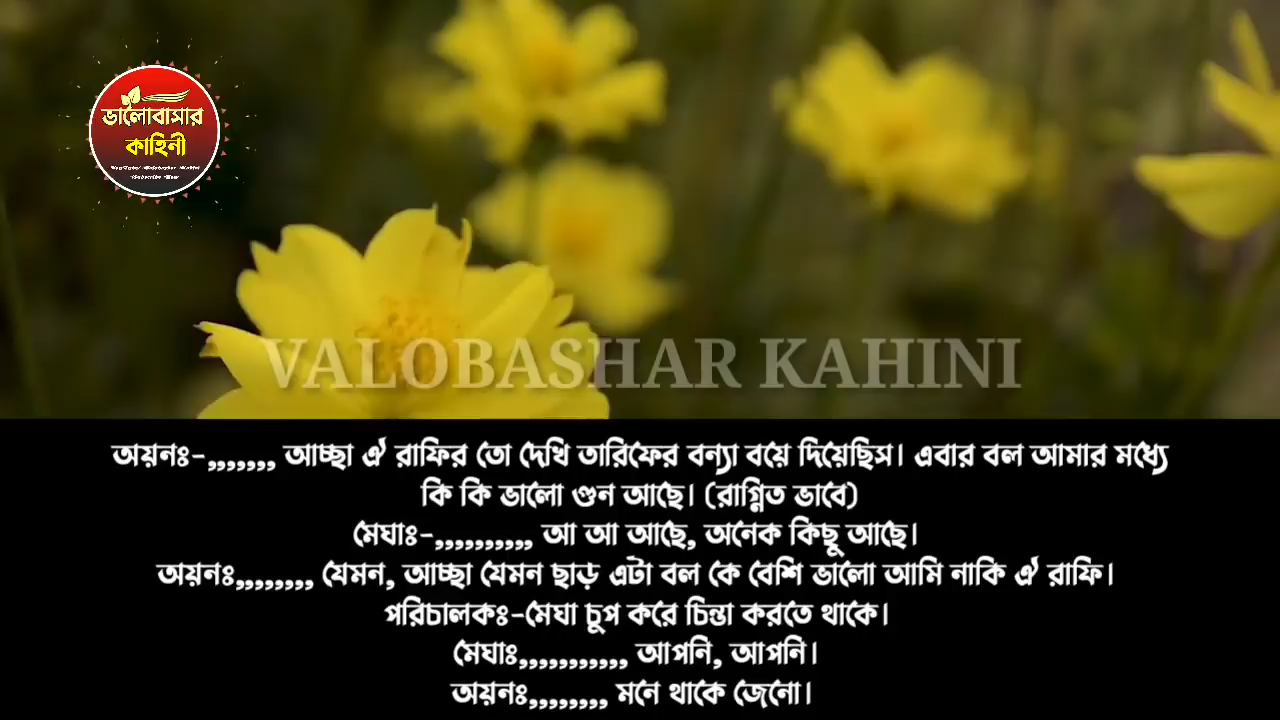 ভালোবাসার
কাহিনী
VALOBASHAR KAHINI
অয়নঃ-,,,,,,, আচ্ছা ঐ রাফির তো দেখি তারিফের বন্যা বয়ে দিয়েছিস। এবার বল আমার মধ্যে
কি কি ভালো গুন আছে। (রাগ্নিত ভাবে)
মেঘাঃ-,,,,,,,,,, আ আ আছে, অনেক কিছু আছে।
অয়নঃ,,,,,,,, যেমন, আচ্ছা যেমন ছাড় এটা বল কে বেশি ভালো আমি নাকি ঐ রাফি।
পরিচালকঃ-মেঘা চুপ করে চিন্তা করতে থাকে।
মেঘাঃ,,,,,,,,,,, আপনি, আপনি।
অয়নঃ,,,,,,,, মনে থাকে জেনো।